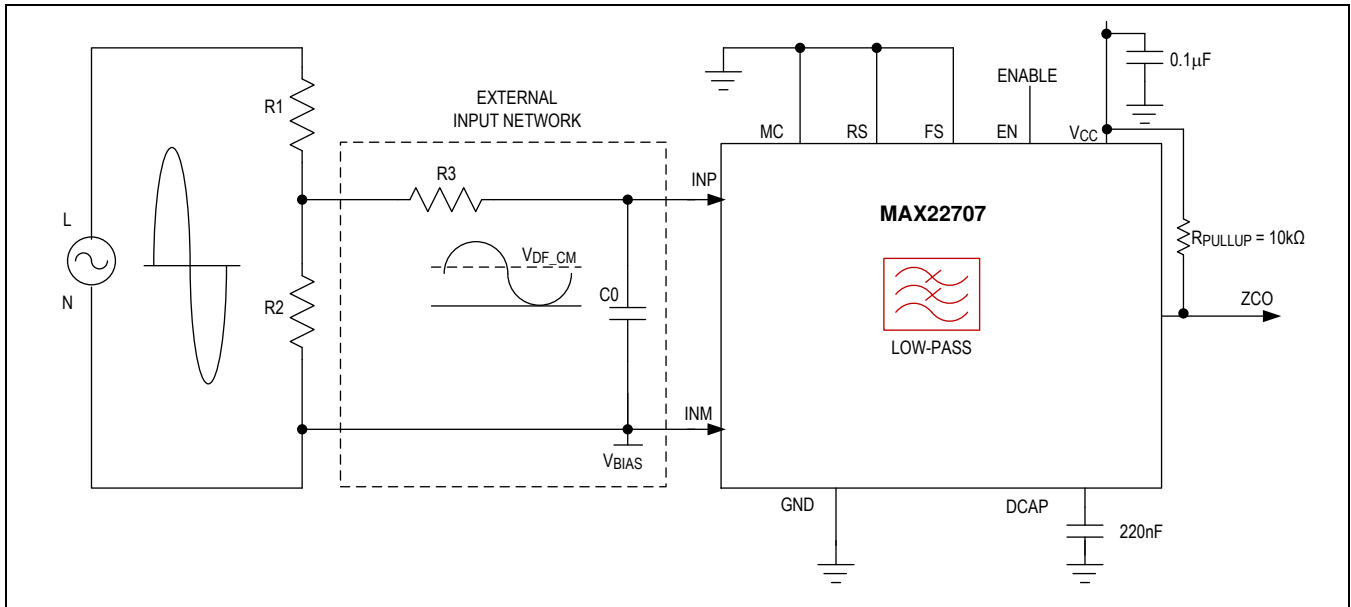 0.1µF
ENABLE
R1
EXTERNAL
INPUT NETWORK
MC
RS
FS
EN
VCC
R3
INP
MAX22707
L
RPULLUP = 10kΩ
VDF_CM
N
R2
C0
ZCO
LOW-PASS
INM
VBIAS
GND
DCAP
220nF